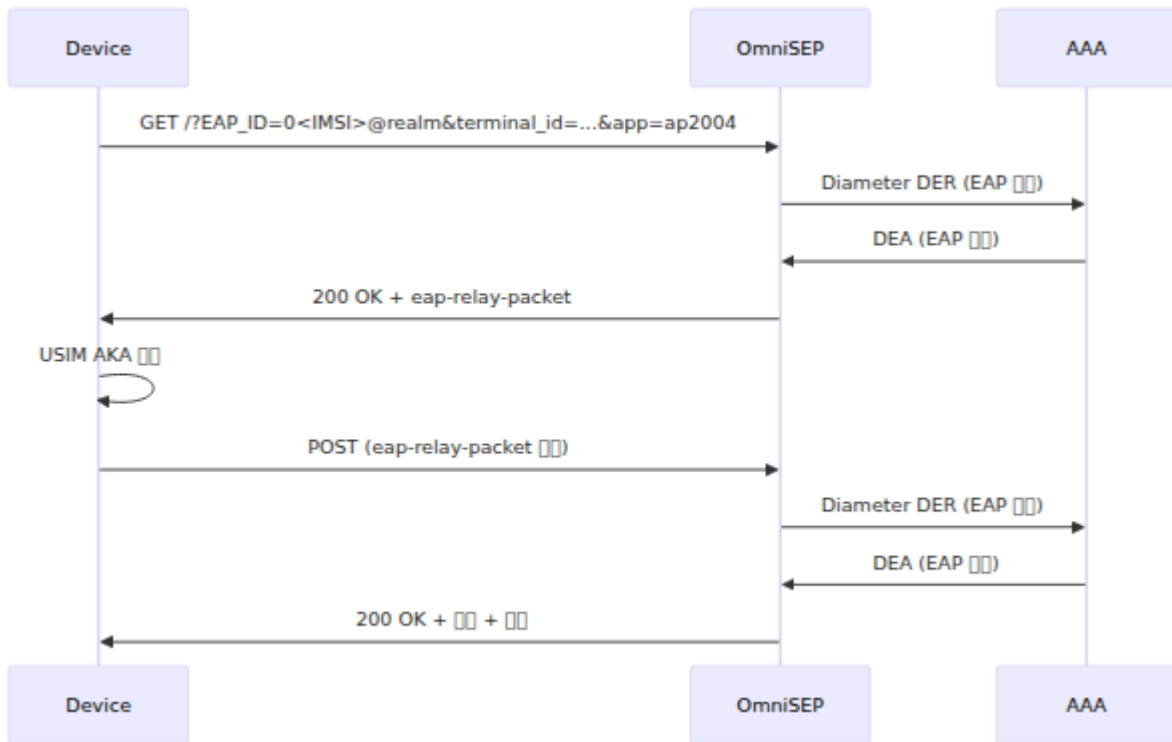 Device
OmniSEP
AAA
GET /?EAP_ID=0<IMSI>@realm&terminal_id=...&app=ap2004
Diameter DER (EAP
DEA (EAP
200 OK + eap-relay-packet
USIM AKA
POST (eap-relay-packet
Diameter DER (EAP
DEA (EAP
200 OK +
Device
OmniSEP
AAA